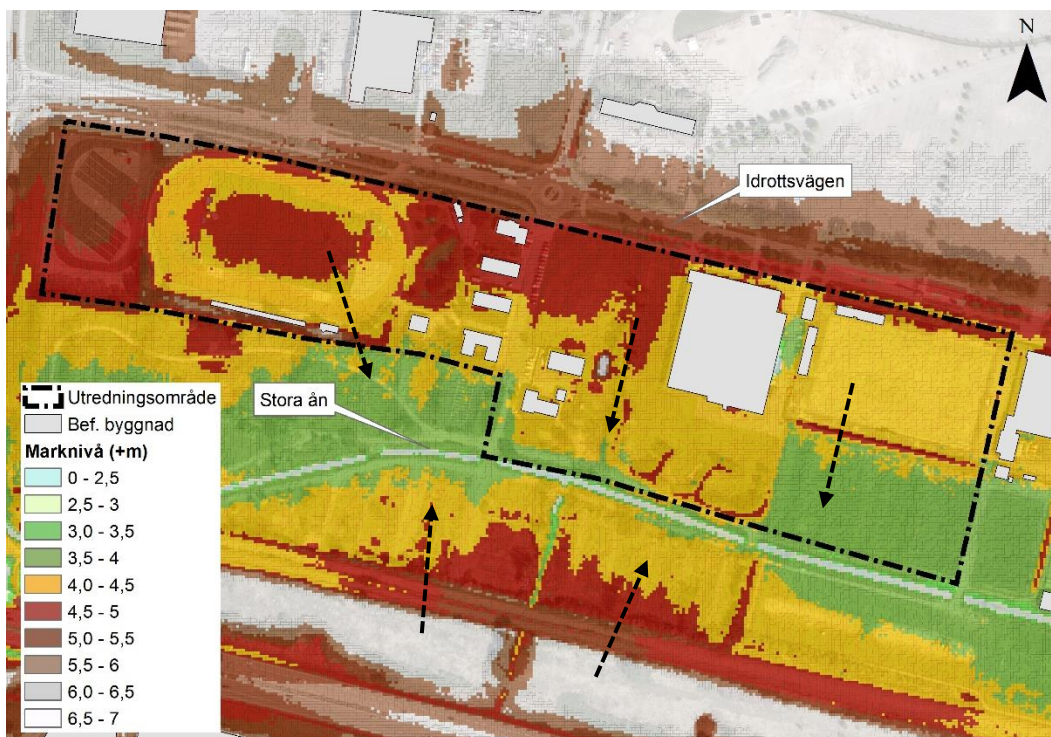 N
Idrottsvägen
Stora ån
Utredningsområde
Bef. byggnad
Marknivå (+m)
0 - 2,5
2,5 - 3
3,0 - 3,5
3,5 - 4
4,0 - 4,5
4,5 - 5
5,0 - 5,5
5,5 - 6
6,0 - 6,5
6,5 - 7